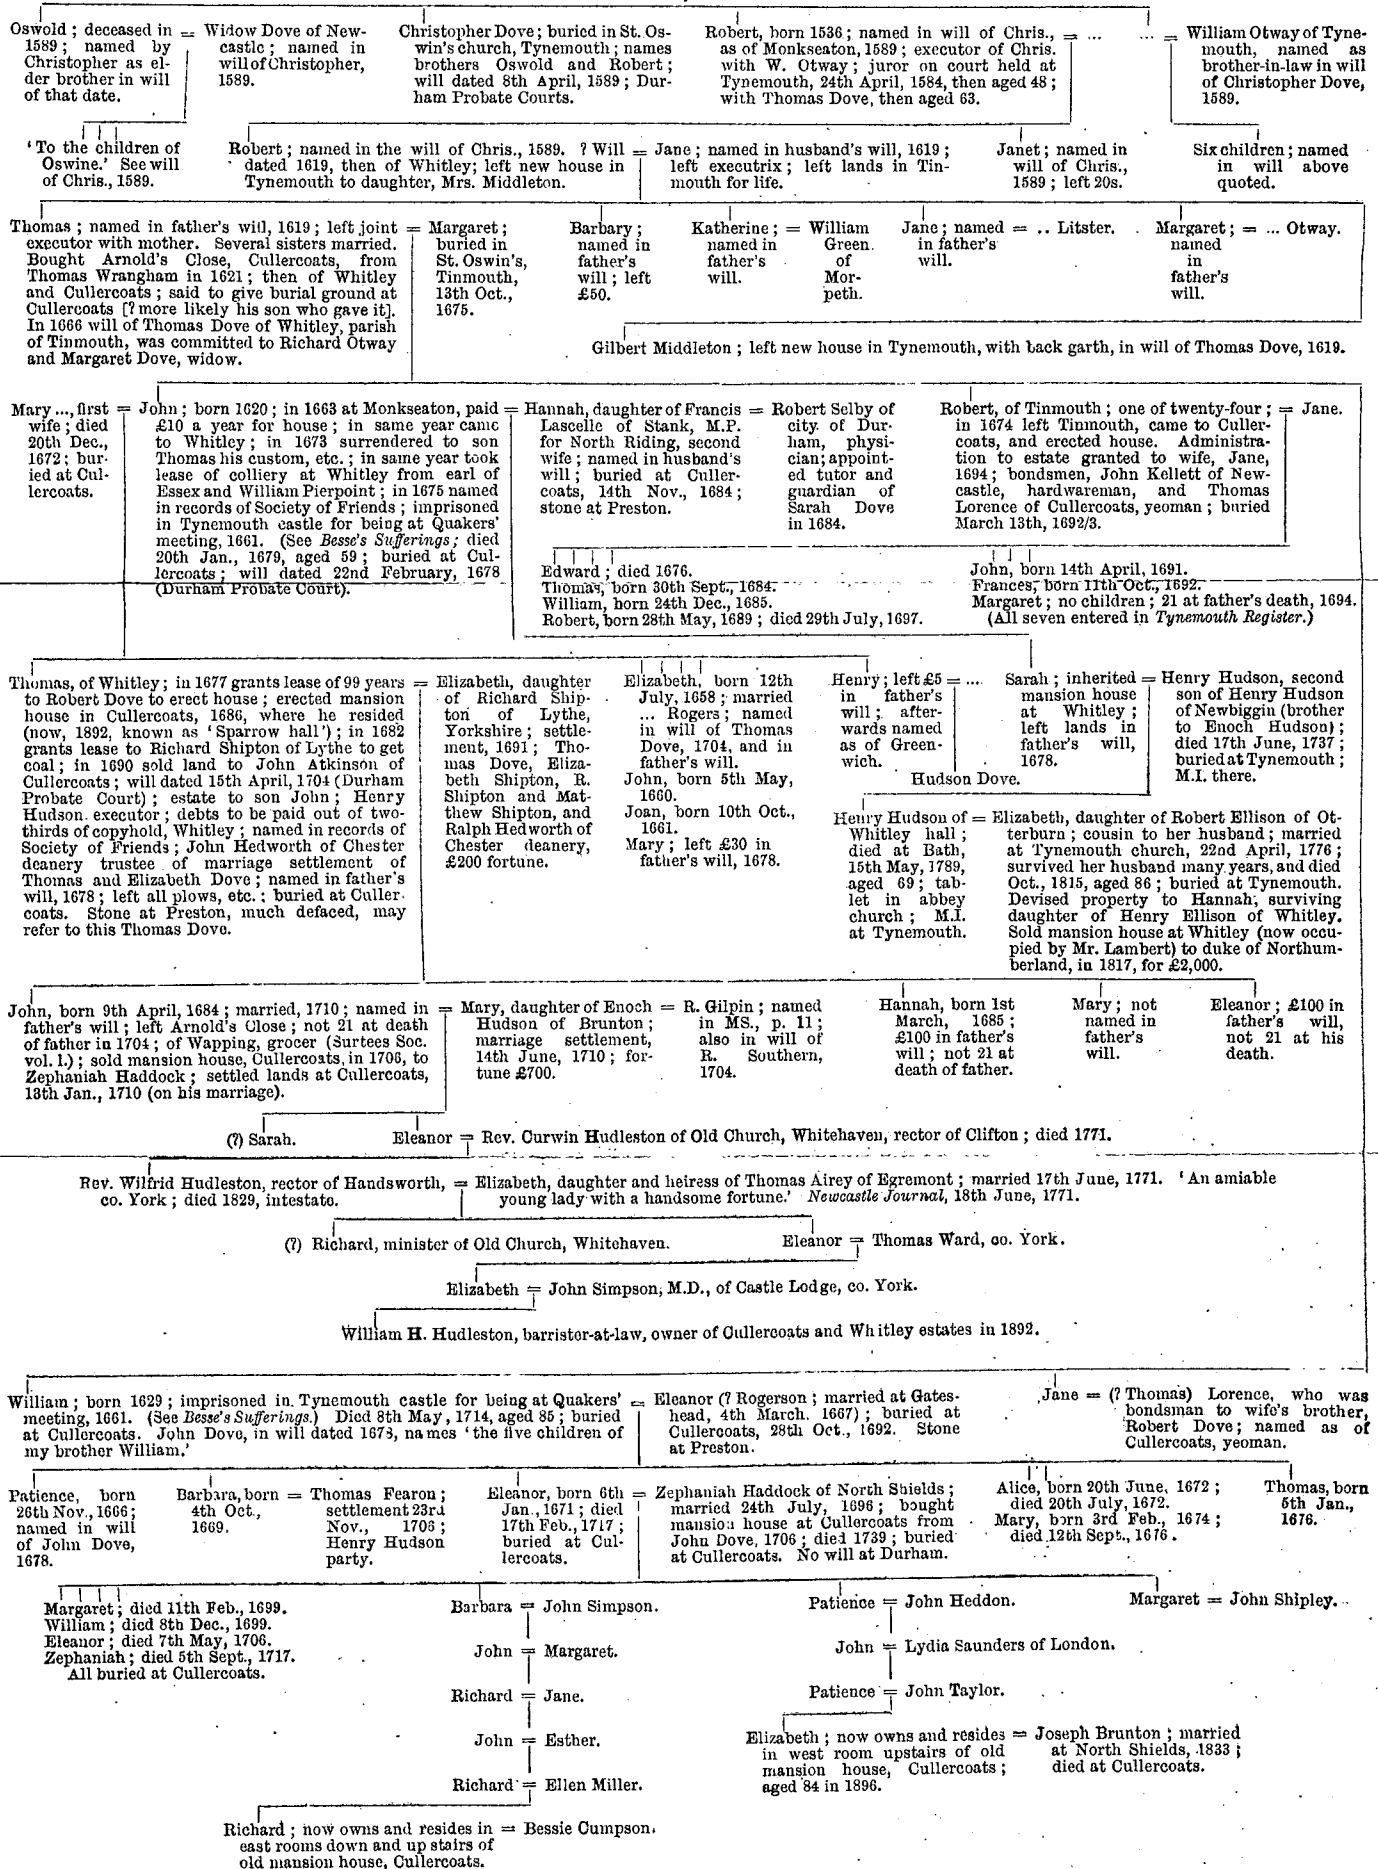 Oswold ; deceased in
1589 ; named by
Christopher as el-
der brother in will
of that date.
= Widow Dove of New-
castle ; named in
will of Christopher,
1589.
Christopher Dove ; buried in St. Os-
win's church, Tynemouth ; names
brothers Oswold and Robert ;
will dated 8th April, 1589 ; Dur-
ham Probate Courts.
Robert, born 1536 ; named in will of Chris.,
as of Monkseaton, 1589 ; executor of Chris.
with W. Otway ; juror on court held at
Tynemouth, 24th April, 1584, then aged 48 ;
with Thomas Dove, then aged 63.
= ...
... = William Otway of Tyne-
mouth, named as
brother-in-law in will
of Christopher Dove,
1589.
'To the children of
Oswine.' See will
of Chris., 1589.
Robert ; named in the will of Chris., 1589. ? Will
dated 1619, then of Whitley; left new house in
Tynemouth to daughter, Mrs. Middleton.
= Jane ; named in husband's will, 1619 ;
left executrix ; left lands in Tin-
mouth for life.
Janet ; named in
will of Chris.,
1589 ; left 20s.
Six children ; named
in will above
quoted.
Thomas ; named in father's will, 1619 ; left joint
executor with mother. Several sisters married.
Bought Arnold's Close, Cullercoats, from
Thomas Wrangham in 1621 ; then of Whitley
and Cullercoats ; said to give burial ground at
Cullercoats [? more likely his son who gave it].
In 1666 will of Thomas Dove of Whitley, parish
of Tinmouth, was committed to Richard Otway
and Margaret Dove, widow.
= Margaret ;
buried in
St. Oswin's,
Tinmouth,
13th Oct.,
1675.
Barbary ;
named in
father's
will ; left
£50.
Katherine ;
named in
father's
will.
= William
Green
of
Mor-
peth.
Jane ; named
in father's
will.
= .. Litster.
Margaret ;
named
in
father's
will.
= ... Otway.
Gilbert Middleton ; left new house in Tynemouth, with back garth, in will of Thomas Dove, 1619.
Mary ..., first
wife ; died
20th Dec.,
1672 ; bur-
ied at Cul-
lercoats.
= John ; born 1620 ; in 1663 at Monkseaton, paid
£10 a year for house ; in same year came
to Whitley ; in 1673 surrendered to son
Thomas his custom, etc. ; in same year took
lease of colliery at Whitley from earl of
Essex and William Pierpoint ; in 1675 named
in records of Society of Friends ; imprisoned
in Tynemouth castle for being at Quakers'
meeting, 1661. (See Besse's Sufferings ; died
20th Jan., 1679, aged 59 ; buried at Cul-
lercoats ; will dated 22nd February, 1678
(Durham Probate Court).
= Hannah, daughter of Francis
Lascelle of Stank, M.P.
for North Riding, second
wife ; named in husband's
will ; buried at Culler-
coats, 14th Nov., 1684 ;
stone at Preston.
= Robert Selby of
city of Dur-
ham, physi-
cian; appoint-
ed tutor and
guardian of
Sarah Dove
in 1684.
Robert, of Tinmouth ; one of twenty-four ;
in 1674 left Tinmouth, came to Culler-
coats, and erected house. Administra-
tion to estate granted to wife, Jane,
1694 ; bondsmen, John Kellett of New-
castle, hardwareman, and Thomas
Lorence of Cullercoats, yeoman ; buried
March 13th, 1692/3.
= Jane.
Edward ; died 1676.
Thomas, born 30th Sept., 1684.
William, born 24th Dec., 1685.
Robert, born 28th May, 1689 ; died 29th July, 1697.
John, born 14th April, 1691.
Frances, born 11th Oct., 1692.
Margaret ; no children ; 21 at father's death, 1694.
(All seven entered in Tynemouth Register.)
Thomas, of Whitley ; in 1677 grants lease of 99 years
to Robert Dove to erect house ; erected mansion
house in Cullercoats, 1686, where he resided
(now, 1892, known as 'Sparrow hall') ; in 1682
grants lease to Richard Shipton of Lythe to get
coal ; in 1690 sold land to John Atkinson of
Cullercoats ; will dated 15th April, 1704 (Durham
Probate Court) ; estate to son John ; Henry
Hudson executor ; debts to be paid out of two-
thirds of copyhold, Whitley ; named in records of
Society of Friends ; John Hedworth of Chester
deanery trustee of marriage settlement of
Thomas and Elizabeth Dove ; named in father's
will, 1678 ; left all plows, etc. ; buried at Culler-
coats. Stone at Preston, much defaced, may
refer to this Thomas Dove.
= Elizabeth, daughter
of Richard Ship-
ton of Lythe,
Yorkshire ; settle-
ment, 1691 ; Tho-
mas Dove, Eliza-
beth Shipton, R.
Shipton and Mat-
thew Shipton, and
Ralph Hedworth of
Chester deanery,
£200 fortune.
Elizabeth, born 12th
July, 1658 ; married
... Rogers ; named
in will of Thomas
Dove, 1704, and in
father's will.
John, born 5th May,
1660.
Joan, born 10th Oct.,
1661.
Mary ; left £30 in
father's will, 1678.
Henry ; left £5
in father's
will ; after-
wards named
as of Green-
wich.
= ...
Hudson Dove.
Sarah ; inherited
mansion house
at Whitley ;
left lands in
father's will,
1678.
= Henry Hudson, second
son of Henry Hudson
of Newbiggin (brother
to Enoch Hudson) ;
died 17th June, 1737 ;
buried at Tynemouth ;
M.I. there.
Henry Hudson of
Whitley hall ;
died at Bath,
15th May, 1789,
aged 69 ; tab-
let in abbey
church ; M.I.
at Tynemouth.
= Elizabeth, daughter of Robert Ellison of Ot-
terburn ; cousin to her husband ; married
at Tynemouth church, 22nd April, 1776 ;
survived her husband many years, and died
Oct., 1815, aged 86 ; buried at Tynemouth.
Devised property to Hannah, surviving
daughter of Henry Ellison of Whitley.
Sold mansion house at Whitley (now occu-
pied by Mr. Lambert) to duke of Northum-
berland, in 1817, for £2,000.
John, born 9th April, 1684 ; married, 1710 ; named in
father's will ; left Arnold's Close ; not 21 at death
of father in 1704 ; of Wapping, grocer (Surtees Soc.
vol. l.) ; sold mansion house, Cullercoats, in 1706, to
Zephaniah Haddock ; settled lands at Cullercoats,
13th Jan., 1710 (on his marriage).
= Mary, daughter of Enoch
Hudson of Brunton ;
marriage settlement,
14th June, 1710 ; for-
tune £700.
= R. Gilpin ; named
in MS., p. 11 ;
also in will of
R. Southern,
1704.
Hannah, born 1st
March, 1685 ;
£100 in father's
will ; not 21 at
death of father.
Mary ; not
named in
father's
will.
Eleanor ; £100 in
father's will,
not 21 at his
death.
(?) Sarah.
Eleanor = Rev. Curwin Hudleston of Old Church, Whitehaven, rector of Clifton ; died 1771.
Rev. Wilfrid Hudleston, rector of Handsworth,
co. York ; died 1829, intestate.
= Elizabeth, daughter and heiress of Thomas Airey of Egremont ; married 17th June, 1771. 'An amiable
young lady with a handsome fortune.' Newcastle Journal, 18th June, 1771.
(?) Richard, minister of Old Church, Whitehaven.
Eleanor = Thomas Ward, co. York.
Elizabeth = John Simpson, M.D., of Castle Lodge, co. York.
William H. Hudleston, barrister-at-law, owner of Cullercoats and Whitley estates in 1892.
William ; born 1629 ; imprisoned in Tynemouth castle for being at Quakers'
meeting, 1661. (See Besse's Sufferings.) Died 8th May, 1714, aged 85 ; buried
at Cullercoats. John Dove, in will dated 1678, names 'the five children of
my brother William.'
= Eleanor (? Rogerson ; married at Gates-
head, 4th March, 1667) ; buried at
Cullercoats, 28th Oct., 1692. Stone
at Preston.
Jane = (? Thomas) Lorence, who was
bondsman to wife's brother,
Robert Dove ; named as of
Cullercoats, yeoman.
Patience, born
26th Nov., 1666 ;
named in will
of John Dove,
1678.
Barbara, born
4th Oct.,
1669.
= Thomas Fearon ;
settlement 23rd
Nov., 1706 ;
Henry Hudson
party.
Eleanor, born 6th
Jan., 1671 ; died
17th Feb., 1717 ;
buried at Cul-
lercoats.
= Zephaniah Haddock of North Shields ;
married 24th July, 1696 ; bought
mansion house at Cullercoats from
John Dove, 1706 ; died 1739 ; buried
at Cullercoats. No will at Durham.
Alice, born 20th June, 1672 ;
died 20th July, 1672.
Mary, born 3rd Feb., 1674 ;
died 12th Sept., 1676.
Thomas, born
5th Jan.,
1676.
Margaret ; died 11th Feb., 1699.
William ; died 8th Dec., 1699.
Eleanor ; died 7th May, 1706.
Zephaniah ; died 5th Sept., 1717.
All buried at Cullercoats.
Barbara = John Simpson.
John = Margaret.
Richard = Jane.
John = Esther.
Richard = Ellen Miller.
Richard ; now owns and resides in
east rooms down and up stairs of
old mansion house, Cullercoats.
= Bessie Cumpson.
Patience = John Heddon.
John = Lydia Saunders of London.
Patience = John Taylor.
Elizabeth ; now owns and resides
in west room upstairs of old
mansion house, Cullercoats ;
aged 84 in 1896.
= Joseph Brunton ; married
at North Shields, 1833 ;
died at Cullercoats.
Margaret = John Shipley.